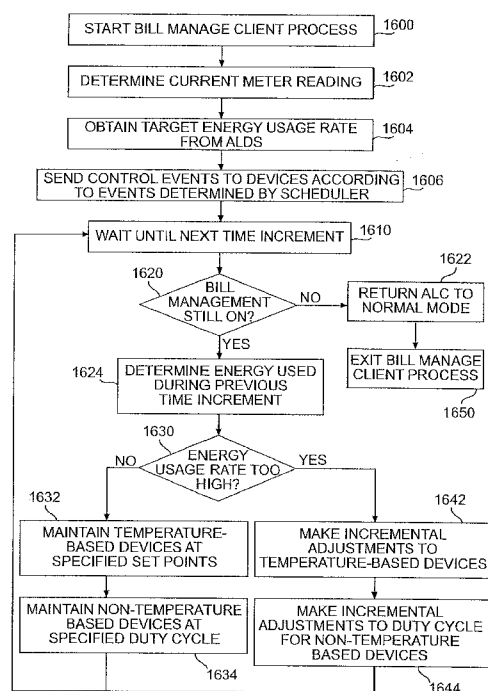 START BILL MANAGE CLIENT PROCESS
1600
DETERMINE CURRENT METER READING
1602
OBTAIN TARGET ENERGY USAGE RATE
FROM ALDS
1604
SEND CONTROL EVENTS TO DEVICES ACCORDING
TO EVENTS DETERMINED BY SCHEDULER
1606
WAIT UNTIL NEXT TIME INCREMENT
1610
1620
BILL
MANAGEMENT
STILL ON?
NO
1622
RETURN ALC TO
NORMAL MODE
YES
EXIT BILL MANAGE
CLIENT PROCESS
1650
1624
DETERMINE ENERGY USED
DURING PREVIOUS
TIME INCREMENT
1630
NO
ENERGY
USAGE RATE TOO
HIGH?
YES
1632
MAINTAIN TEMPERATURE-
BASED DEVICES AT
SPECIFIED SET POINTS
1642
MAKE INCREMENTAL
ADJUSTMENTS TO
TEMPERATURE-BASED DEVICES
MAINTAIN NON-TEMPERATURE
BASED DEVICES AT
SPECIFIED DUTY CYCLE
1634
MAKE INCREMENTAL
ADJUSTMENTS TO DUTY CYCLE
FOR NON-TEMPERATURE
BASED DEVICES
1644